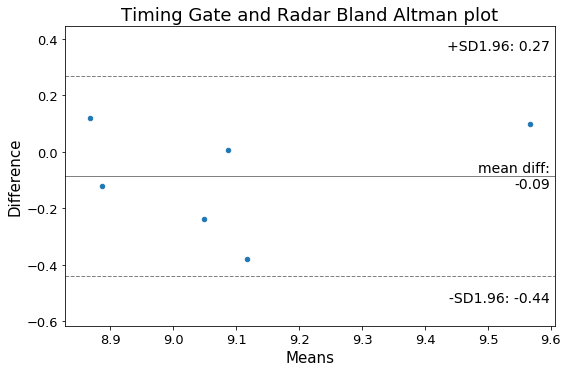 Timing Gate and Radar Bland Altman plot
0.4
+SD1.96: 0.27
0.2
0.0
mean diff:
-0.09
−0.2
−0.4
-SD1.96: -0.44
−0.6
Difference
8.9 9.0 9.1 9.2 9.3 9.4 9.5 9.6
Means